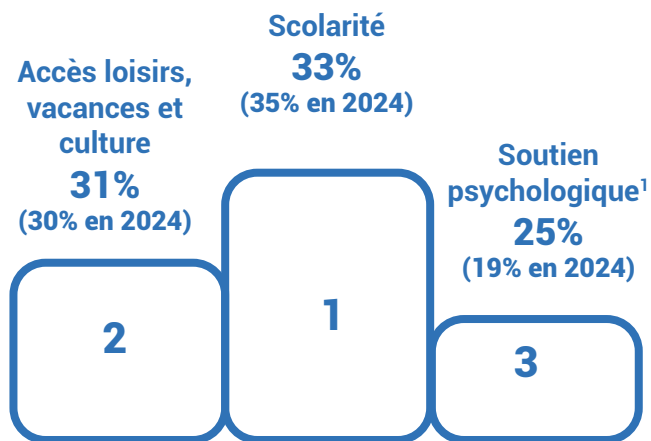 Scolarité
33%
(35% en 2024)
Accès loisirs,
vacances et
culture
31%
(30% en 2024)
Soutien
psychologique¹
25%
(19% en 2024)
2
1
3